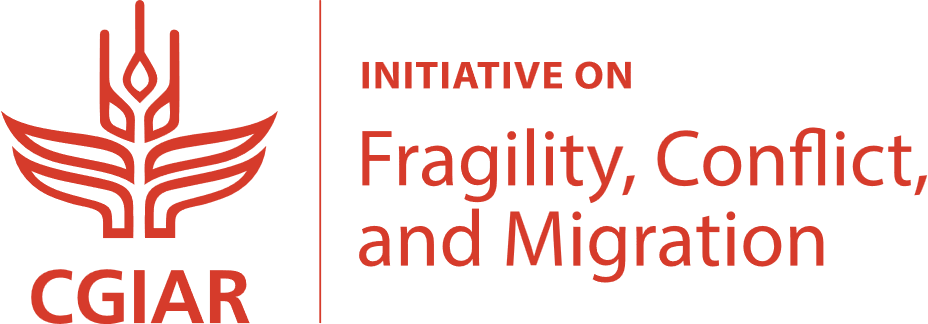 CGIAR
INITIATIVE ON
Fragility, Conflict,
and Migration